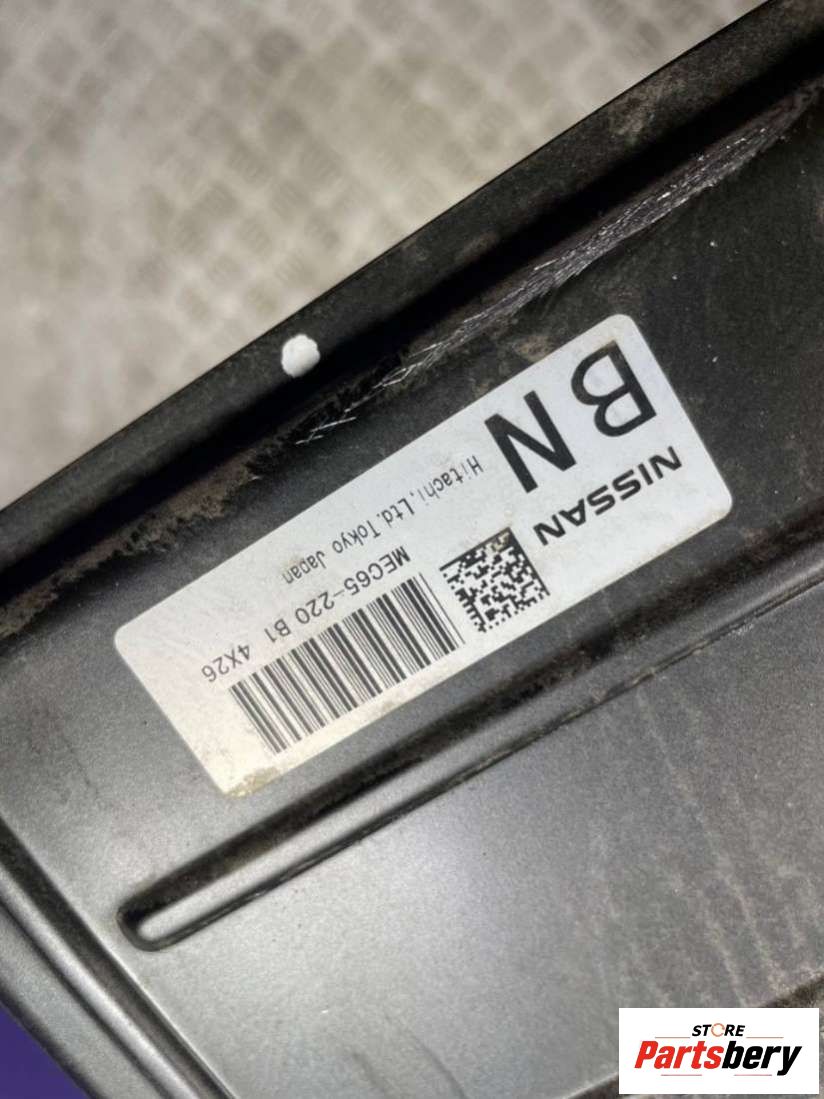 NISSAN
BN
Hitachi,Ltd.Tokyo Japan
MEC65-220 B1 4X26
STORE
Partsbery